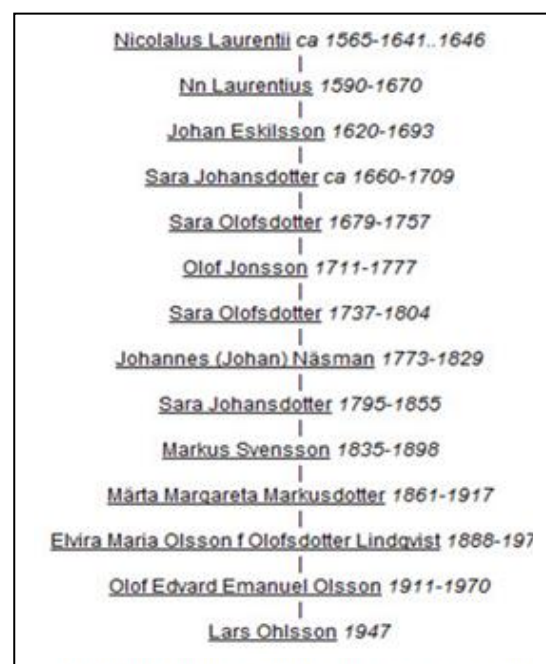 Nicolalus Laurentii ca 1565-1641..1646
Nn Laurentius 1590-1670
Johan Eskilsson 1620-1693
Sara Johansdotter ca 1660-1709
Sara Olofsdotter 1679-1757
Olof Jonsson 1711-1777
Sara Olofsdotter 1737-1804
Johannes (Johan) Näsman 1773-1829
Sara Johansdotter 1795-1855
Markus Svensson 1835-1898
Märta Margareta Markusdotter 1861-1917
Elvira Maria Olsson f Olofsdotter Lindqvist 1888-197
Olof Edvard Emanuel Olsson 1911-1970
Lars Ohlsson 1947